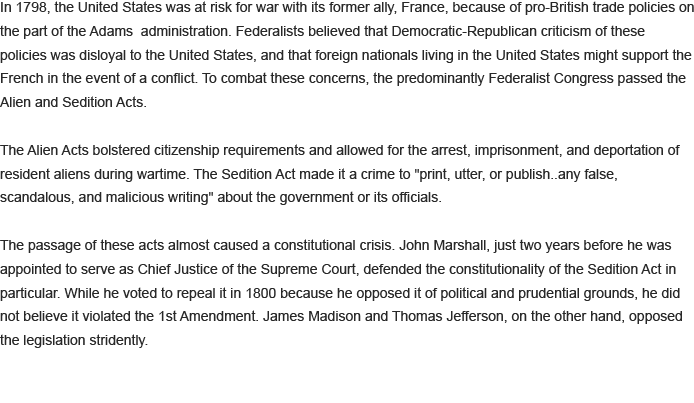 In 1798, the United States was at risk for war with its former ally, France, because of pro-British trade policies on
the part of the Adams  administration. Federalists believed that Democratic-Republican criticism of these
policies was disloyal to the United States, and that foreign nationals living in the United States might support the
French in the event of a conflict. To combat these concerns, the predominantly Federalist Congress passed the
Alien and Sedition Acts.

The Alien Acts bolstered citizenship requirements and allowed for the arrest, imprisonment, and deportation of
resident aliens during wartime. The Sedition Act made it a crime to "print, utter, or publish..any false,
scandalous, and malicious writing" about the government or its officials.

The passage of these acts almost caused a constitutional crisis. John Marshall, just two years before he was
appointed to serve as Chief Justice of the Supreme Court, defended the constitutionality of the Sedition Act in
particular. While he voted to repeal it in 1800 because he opposed it of political and prudential grounds, he did
not believe it violated the 1st Amendment. James Madison and Thomas Jefferson, on the other hand, opposed
the legislation stridently.